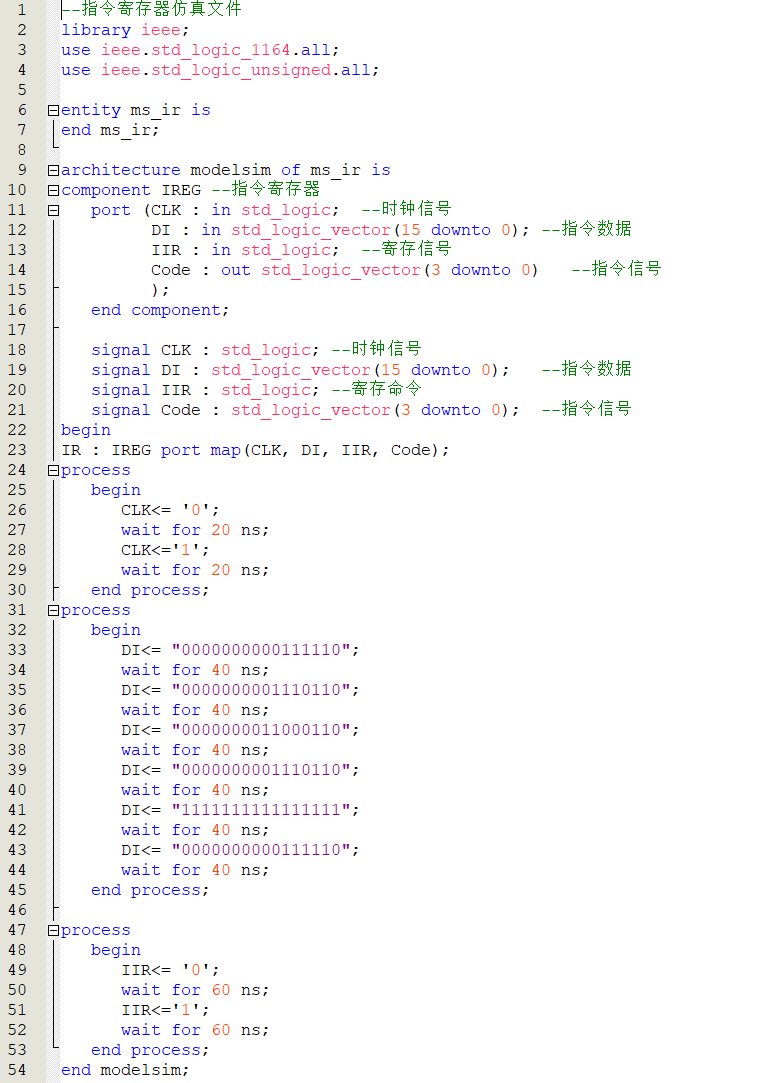 1 --指令寄存器仿真文件
2 library ieee;
3 use ieee.std_logic_1164.all;
4 use ieee.std_logic_unsigned.all;
5
6 entity ms_ir is
7 end ms_ir;
8
9 architecture modelsim of ms_ir is
10 component IREG --指令寄存器
11 port (CLK : in std_logic; --时钟信号
12 DI : in std_logic_vector(15 downto 0); --指令数据
13 IIR : in std_logic; --寄存信号
14 Code : out std_logic_vector(3 downto 0) --指令信号
15 );
16 end component;
17
18 signal CLK : std_logic; --时钟信号
19 signal DI : std_logic_vector(15 downto 0); --指令数据
20 signal IIR : std_logic; --寄存命令
21 signal Code : std_logic_vector(3 downto 0); --指令信号
22 begin
23 IR : IREG port map(CLK, DI, IIR, Code);
24 process
25 begin
26 CLK<= '0';
27 wait for 20 ns;
28 CLK<='1';
29 wait for 20 ns;
30 end process;
31 process
32 begin
33 DI<= "0000000000111110";
34 wait for 40 ns;
35 DI<= "0000000001110110";
36 wait for 40 ns;
37 DI<= "0000000011000110";
38 wait for 40 ns;
39 DI<= "0000000001110110";
40 wait for 40 ns;
41 DI<= "1111111111111111";
42 wait for 40 ns;
43 DI<= "0000000000111110";
44 wait for 40 ns;
45 end process;
46
47 process
48 begin
49 IIR<= '0';
50 wait for 60 ns;
51 IIR<='1';
52 wait for 60 ns;
53 end process;
54 end modelsim;